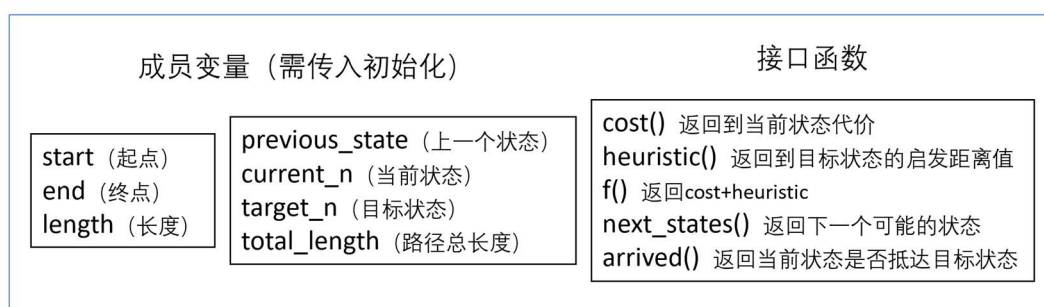 成员变量（需传入初始化）
start（起点）
end（终点）
length（长度）
previous_state（上一个状态）
current_n（当前状态）
target_n（目标状态）
total_length（路径总长度）
接口函数
cost() 返回到当前状态代价
heuristic() 返回到目标状态的启发距离值
f() 返回cost+heuristic
next_states() 返回下一个可能的状态
arrived() 返回当前状态是否抵达目标状态